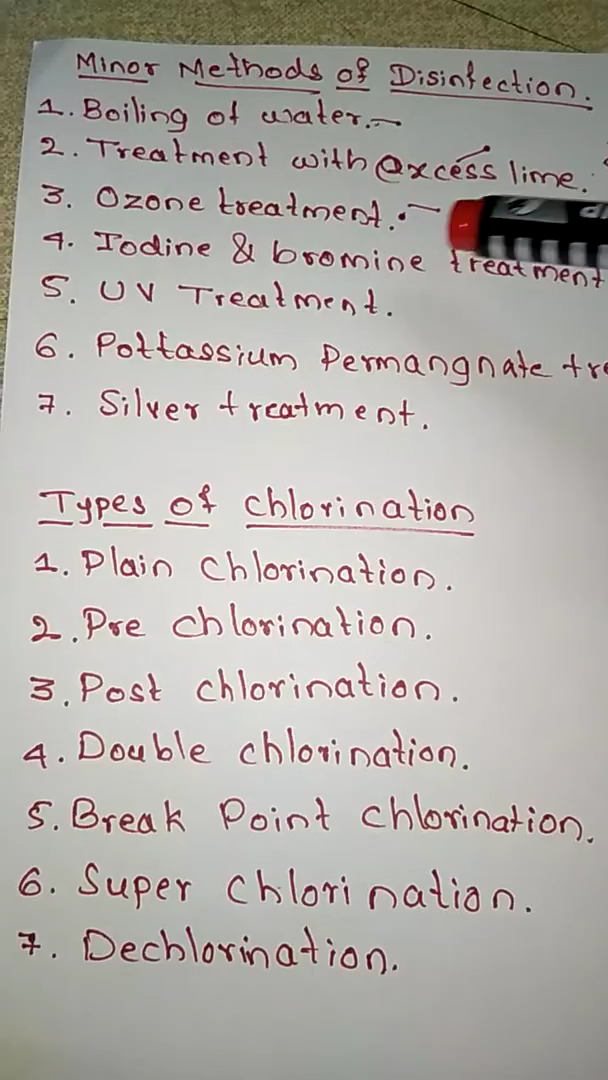 Minor Methods of Disinfection.
1. Boiling of water.
2. Treatment with excess lime.
3. Ozone treatment.
4. Iodine & bromine treatment
5. UV Treatment.
6. Pottassium Permangnate tre
7. Silver treatment.
Types of chlorination
1. Plain chlorination.
2. Pre chlorination.
3. Post chlorination.
4. Double chlorination.
5. Break Point chlorination.
6. Super chlorination.
7. Dechlorination.